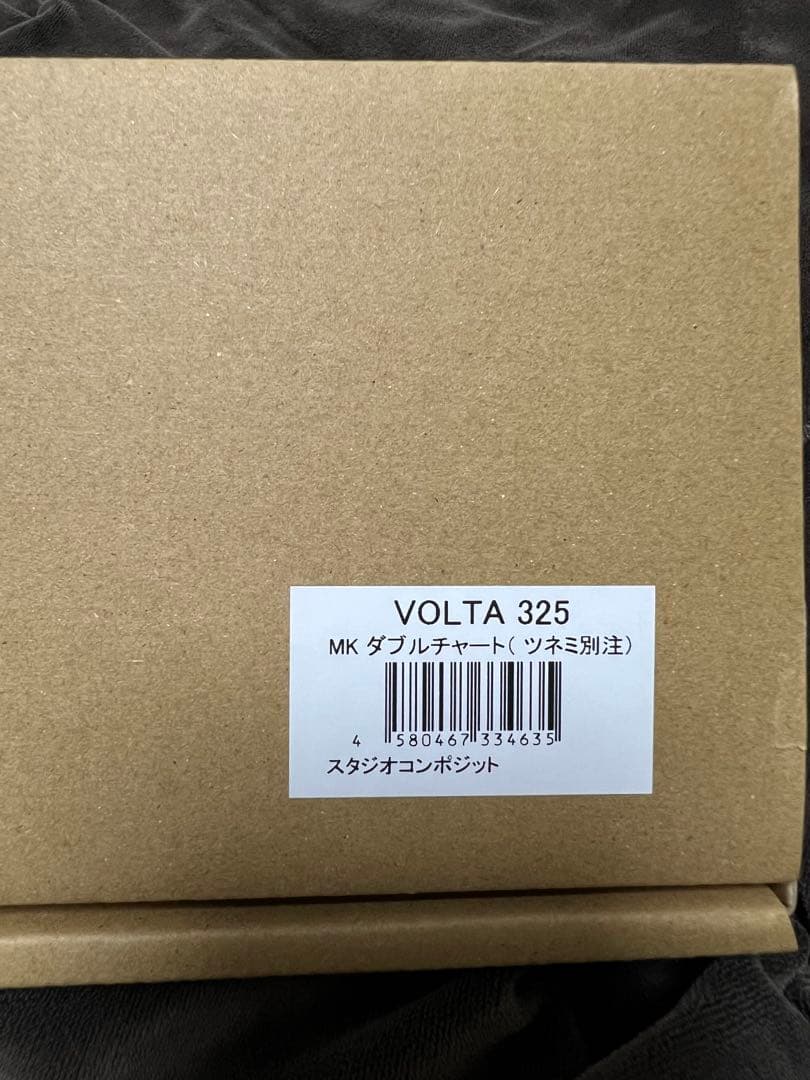 VOLTA 325
MK ダブルチャート( ツネミ別注)
4 580467 334635
スタジオコンポジット